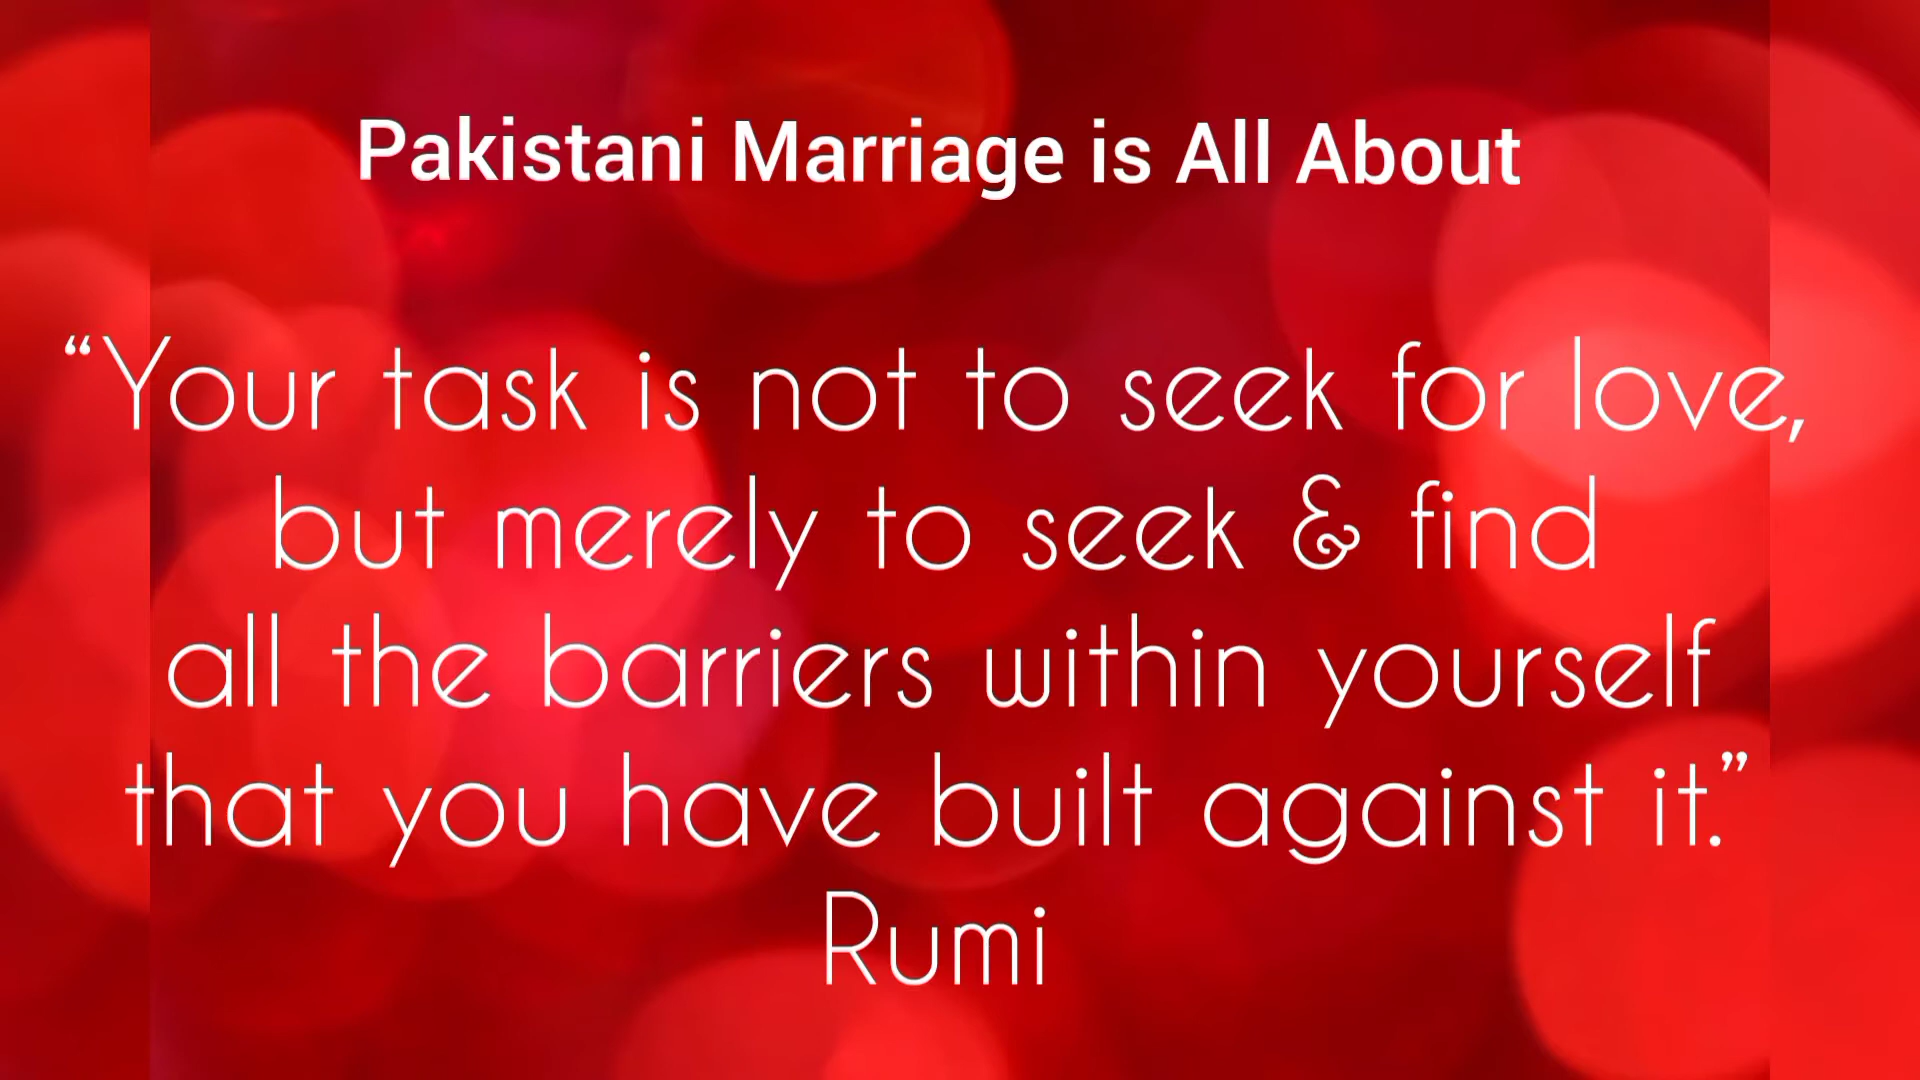 Pakistani Marriage is All About
“Your task is not to seek for love,
but merely to seek & find
all the barriers within yourself
that you have built against it.”
Rumi